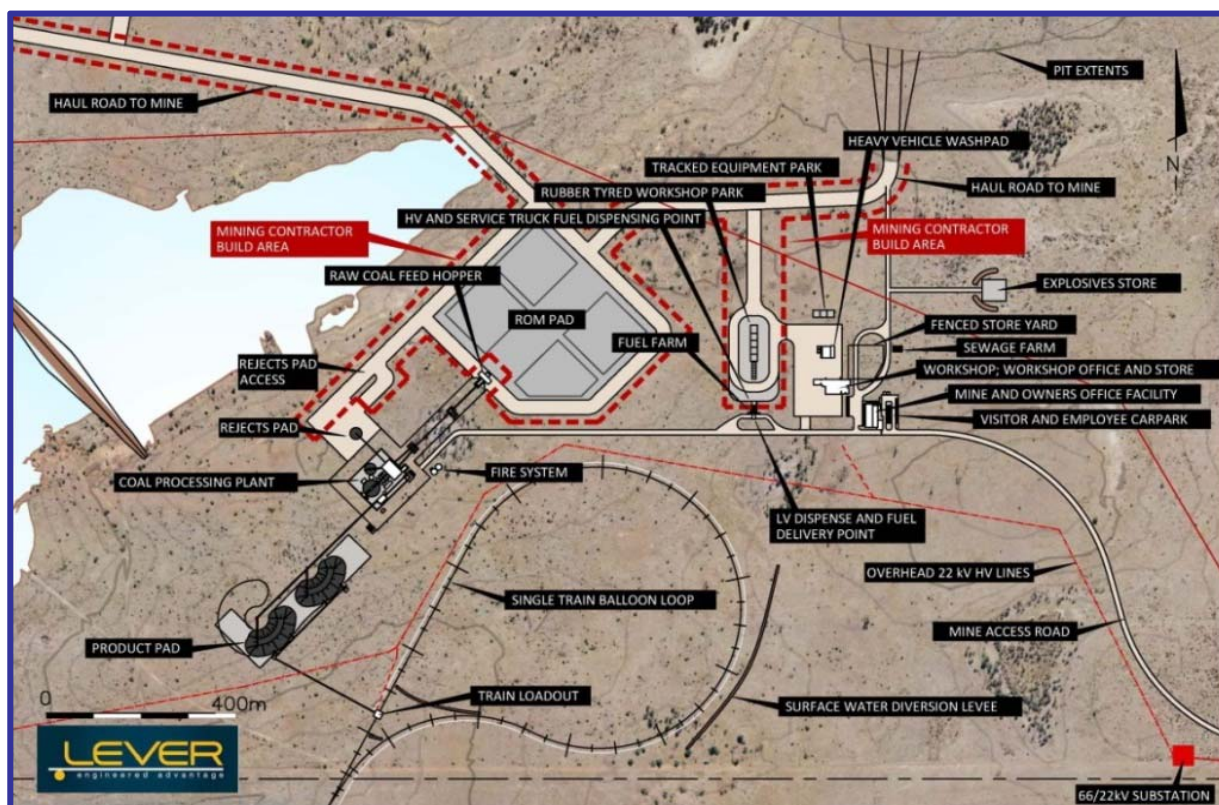 PIT EXTENTS
HAUL ROAD TO MINE
HEAVY VEHICLE WASHPAD
N
TRACKED EQUIPMENT PARK
RUBBER TYRED WORKSHOP PARK
HAUL ROAD TO MINE
HV AND SERVICE TRUCK FUEL DISPENSING POINT
MINING CONTRACTOR
BUILD AREA
MINING CONTRACTOR
BUILD AREA
RAW COAL FEED HOPPER
EXPLOSIVES STORE
ROM PAD
FENCED STORE YARD
FUEL FARM
SEWAGE FARM
REJECTS PAD
ACCESS
WORKSHOP; WORKSHOP OFFICE AND STORE
MINE AND OWNERS OFFICE FACILITY
REJECTS PAD
VISITOR AND EMPLOYEE CARPARK
FIRE SYSTEM
COAL PROCESSING PLANT
LV DISPENSE AND FUEL
DELIVERY POINT
OVERHEAD 22 kV HV LINES
SINGLE TRAIN BALLOON LOOP
MINE ACCESS ROAD
PRODUCT PAD
TRAIN LOADOUT
0 400m
SURFACE WATER DIVERSION LEVEE
LEVER
engineered advantage
66/22kV SUBSTATION